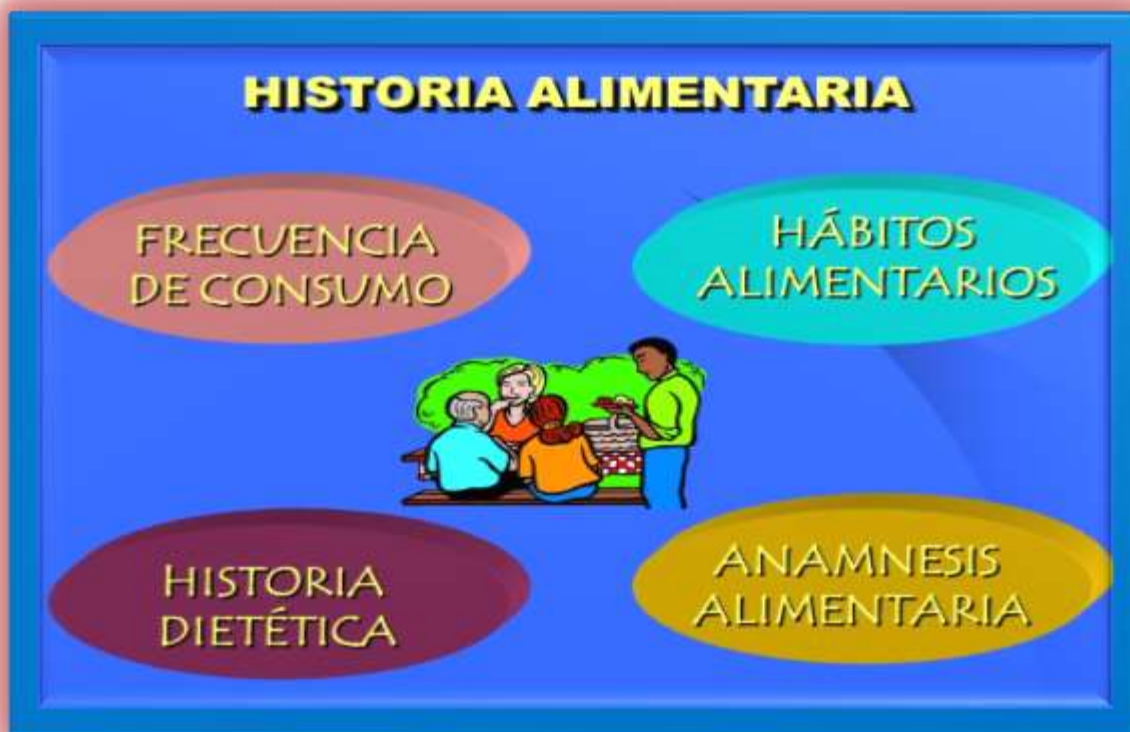 HISTORIA ALIMENTARIA
FRECUENCIA
DE CONSUMO
HÁBITOS
ALIMENTARIOS
HISTORIA
DIETÉTICA
ANAMNESIS
ALIMENTARIA